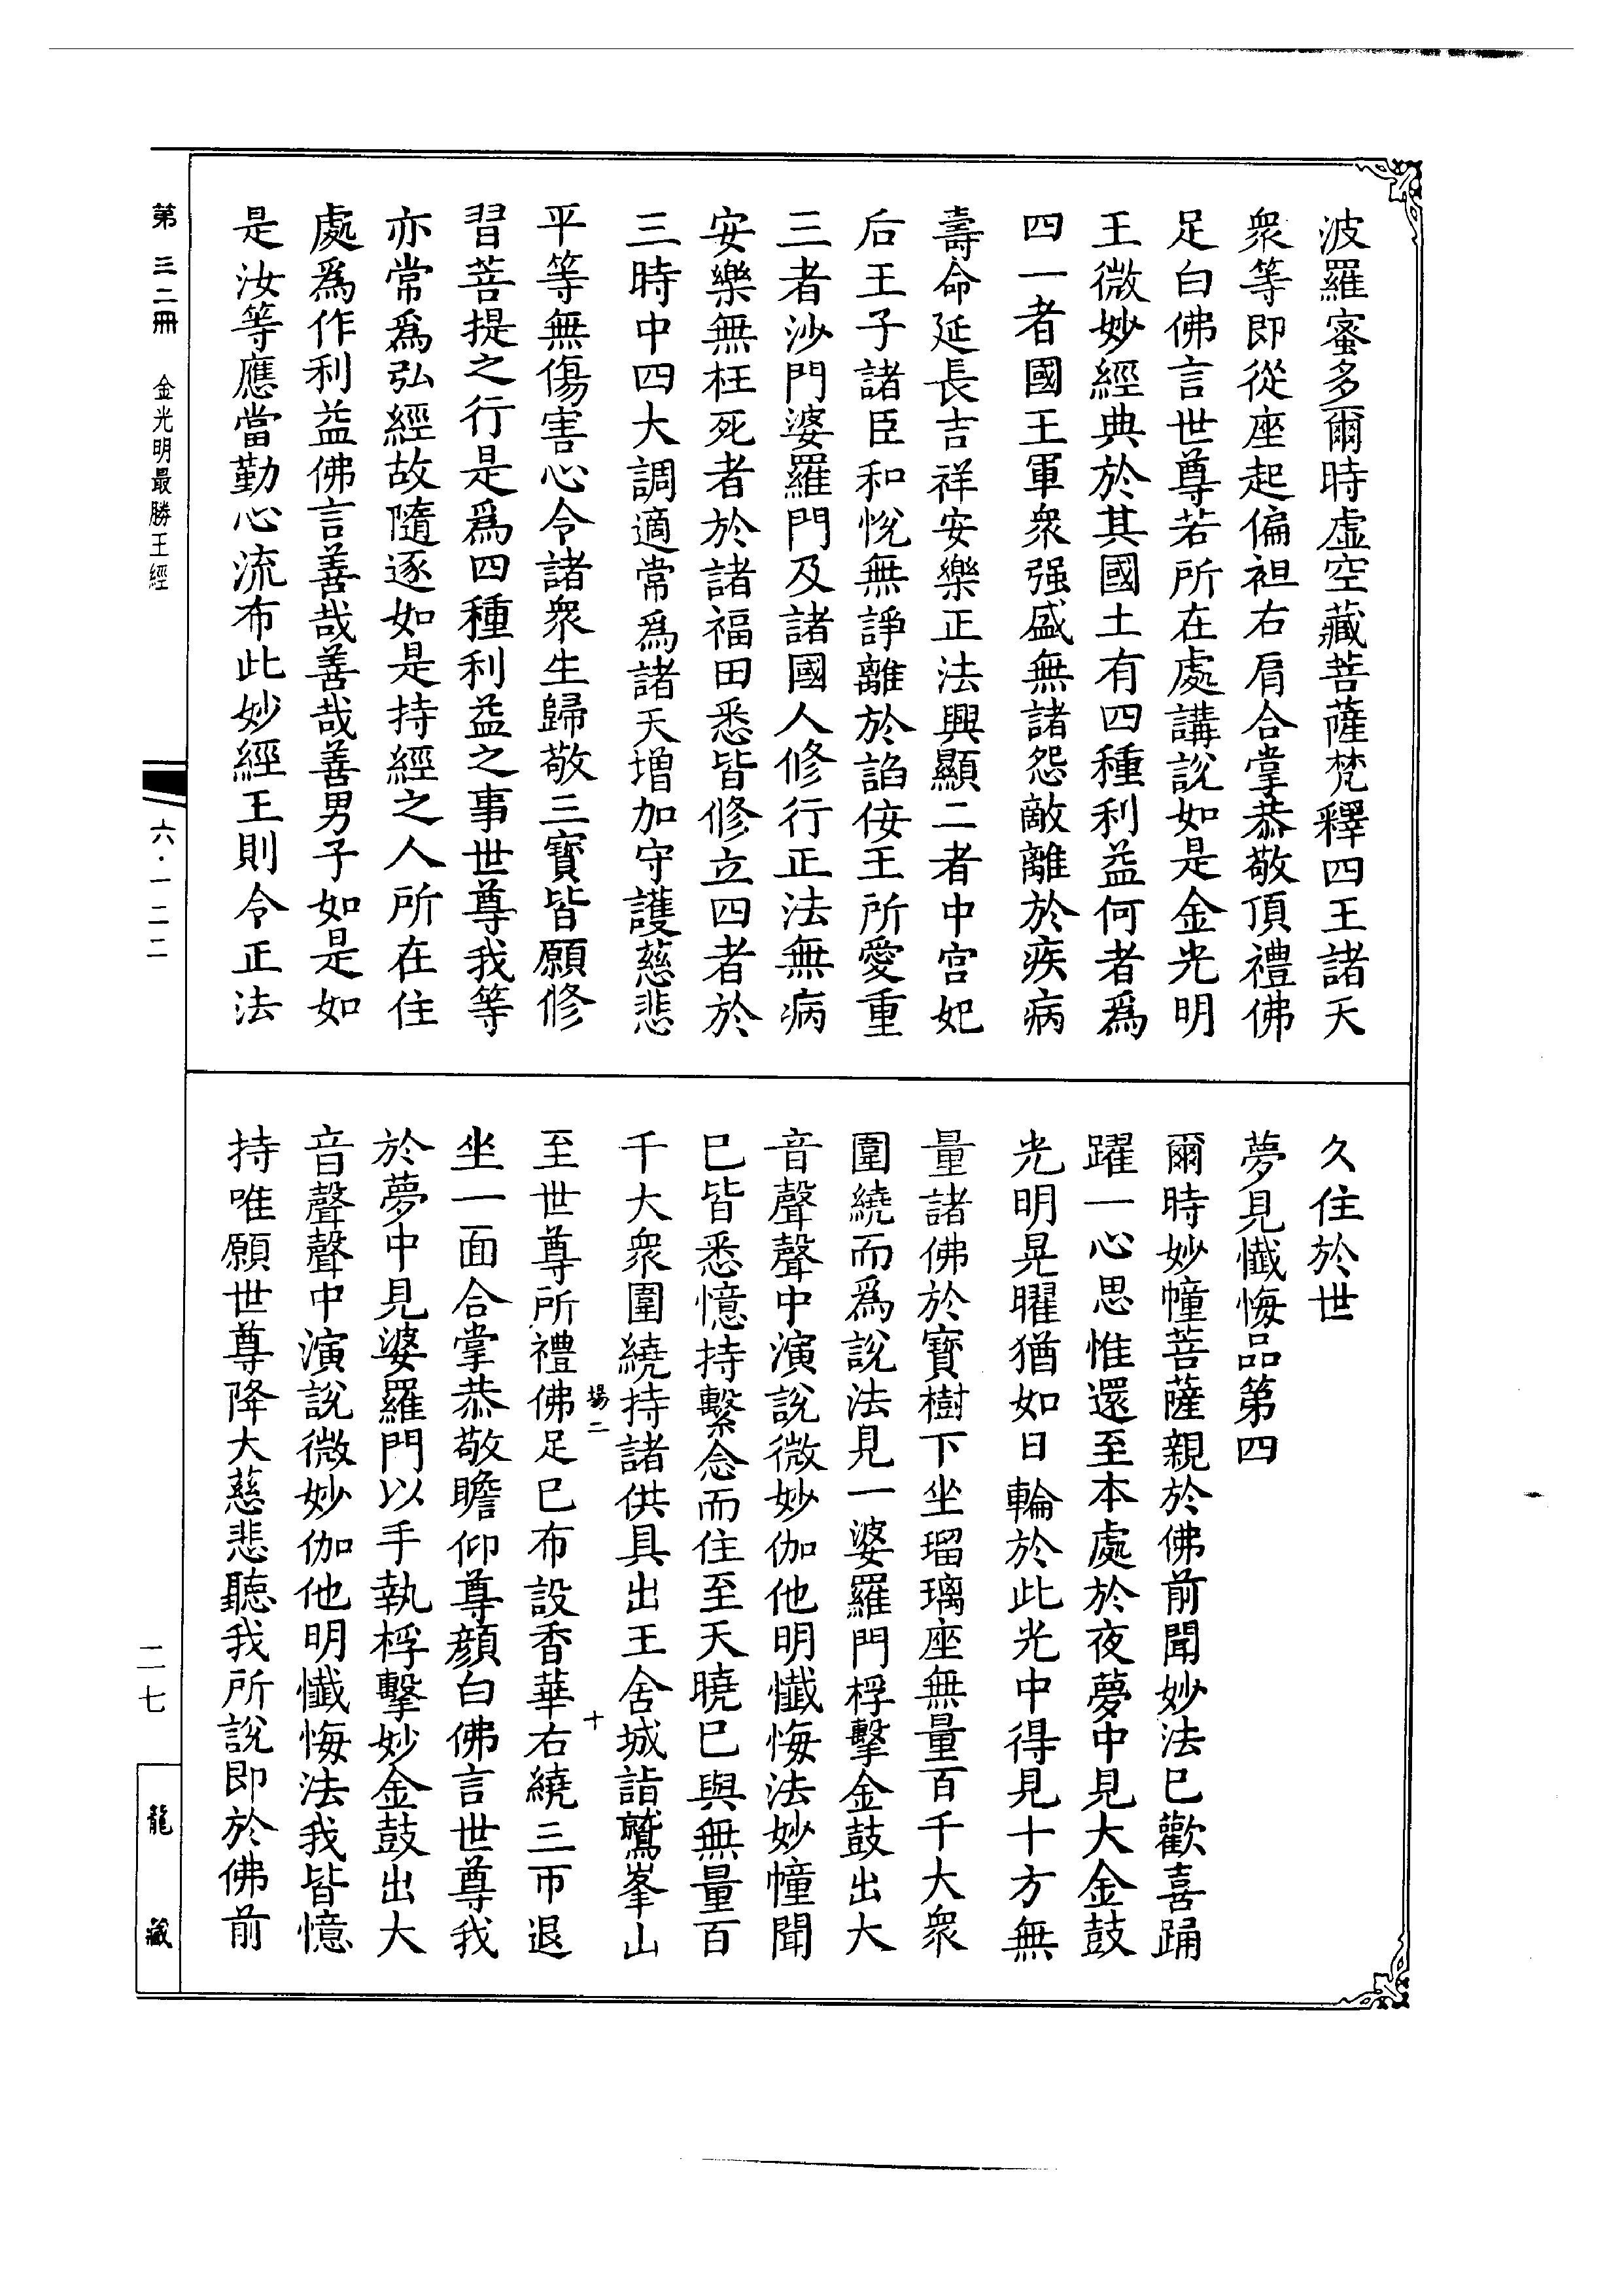 波羅蜜多爾時虛空藏菩薩梵釋四王諸天
衆等即從座起偏袒右肩合掌恭敬頂禮佛
足白佛言世尊若所在處講說如是金光明
王微妙經典於其國土有四種利益何者爲
四一者國王軍衆强盛無諸怨敵離於疾病
壽命延長吉祥安樂正法興顯二者中宮妃
后王子諸臣和悅無諍離於諂侫王所愛重
三者沙門婆羅門及諸國人修行正法無病
安樂無枉死者於諸福田悉皆修立四者於
三時中四大調適常爲諸天增加守護慈悲
平等無傷害心令諸衆生歸敬三寳皆願修
習菩提之行是爲四種利益之事世尊我等
亦常爲弘經故隨逐如是持經之人所在住
處爲作利益佛言善哉善哉善男子如是如
是汝等應當勤心流布此妙經王則令正法
久住於世
夢見懺悔品第四
爾時妙幢菩薩親於佛前聞妙法已歡喜踊
躍一心思惟還至本處於夜夢中見大金鼓
光明晃曜猶如日輪於此光中得見十方無
量諸佛於寳樹下坐瑠璃座無量百千大衆
圍繞而爲說法見一婆羅門桴擊金鼓出大
音聲聲中演說微妙伽他明懺悔法妙幢聞
已皆悉憶持繫念而住至天曉已與無量百
千大衆圍繞持諸供具出王舍城詣鷲峯山
場二 十
至世尊所禮佛足已布設香華右繞三帀退
坐一面合掌恭敬瞻仰尊顏白佛言世尊我
於夢中見婆羅門以手執桴擊妙金鼓出大
音聲聲中演說微妙伽他明懺悔法我皆憶
持唯願世尊降大慈悲聽我所說即於佛前
第三二冊 金光明最勝王經
六·一二二
二七
龍藏